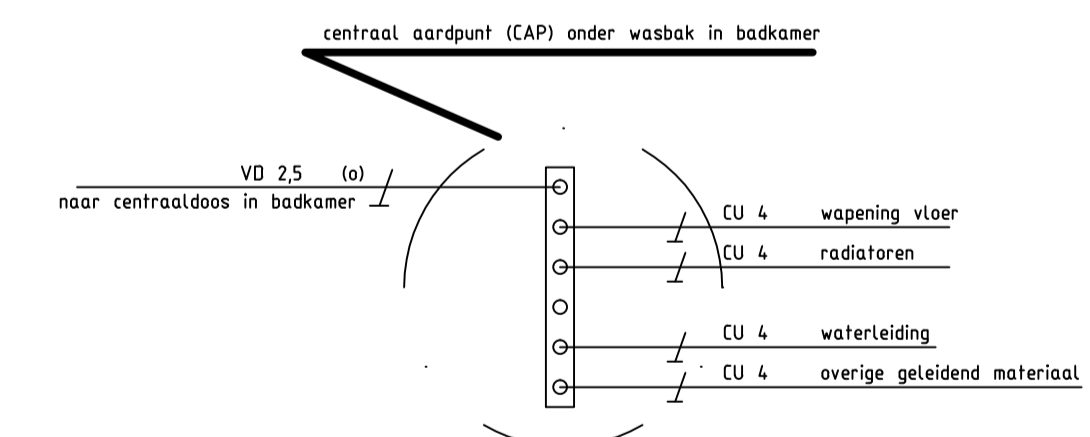 centraal aardpunt (CAP) onder wasbak in badkamer
VD 2,5 (o)
naar centraaldoos in badkamer
CU 4 wapening vloer
CU 4 radiatoren
CU 4 waterleiding
CU 4 overige geleidend materiaal